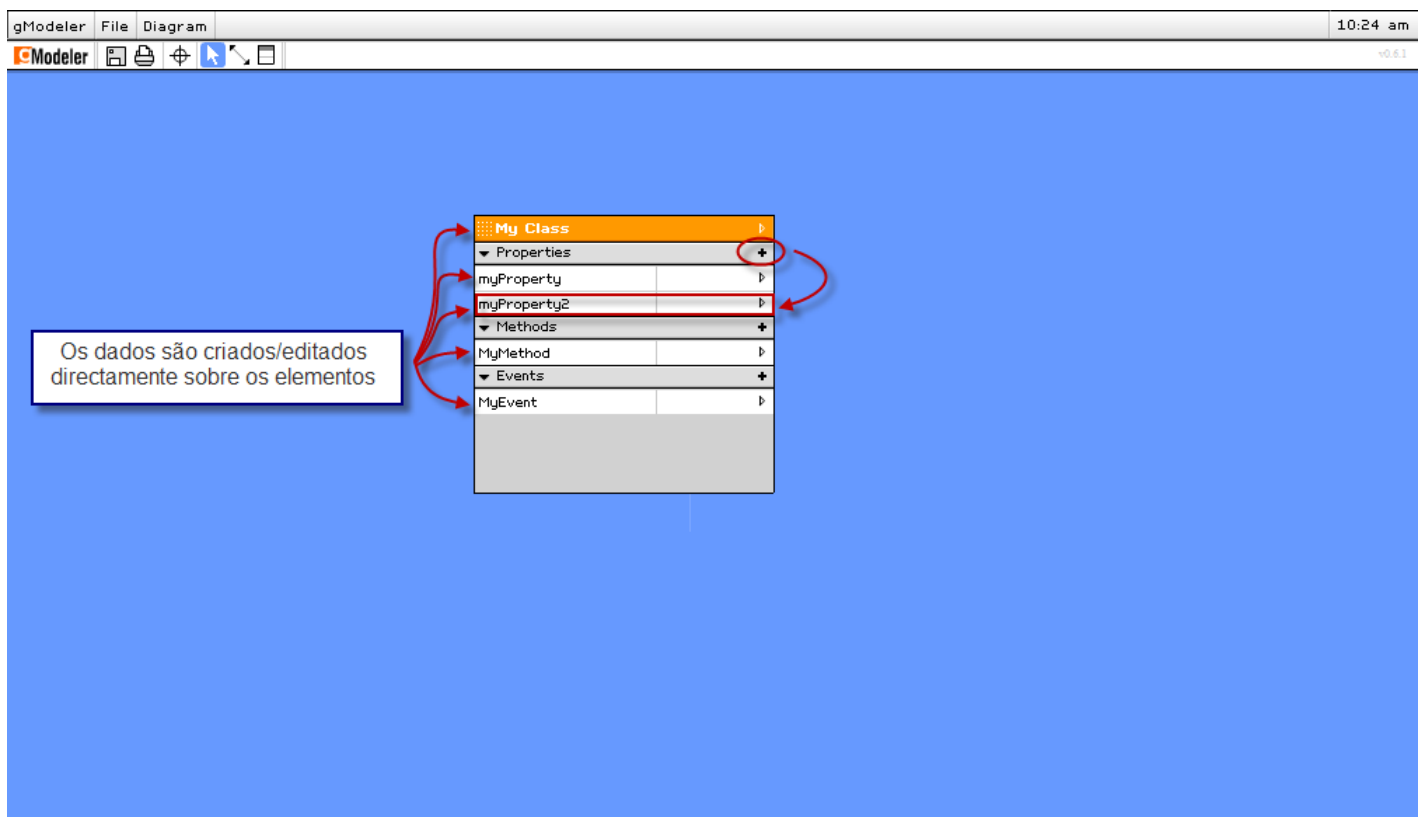 gModeler File Diagram 10:24 am
GModeler v0.6.1
My Class
Properties
myProperty
myProperty2
Methods
MyMethod
Events
MyEvent
Os dados são criados/editados
directamente sobre os elementos